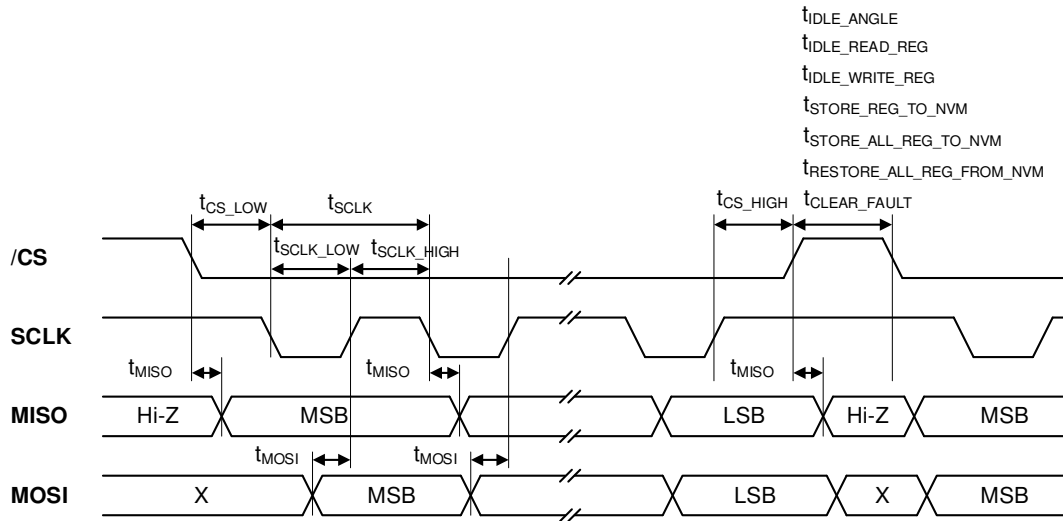 tIDLE_ANGLE
tIDLE_READ_REG
tIDLE_WRITE_REG
tSTORE_REG_TO_NVM
tSTORE_ALL_REG_TO_NVM
tRESTORE_ALL_REG_FROM_NVM
tCS_LOW tSCLK tCS_HIGH tCLEAR_FAULT
/CS tSCLK_LOW tSCLK_HIGH
SCLK
tMISO tMISO tMISO
MISO Hi-Z MSB LSB Hi-Z MSB
tMOSI tMOSI
MOSI X MSB LSB X MSB